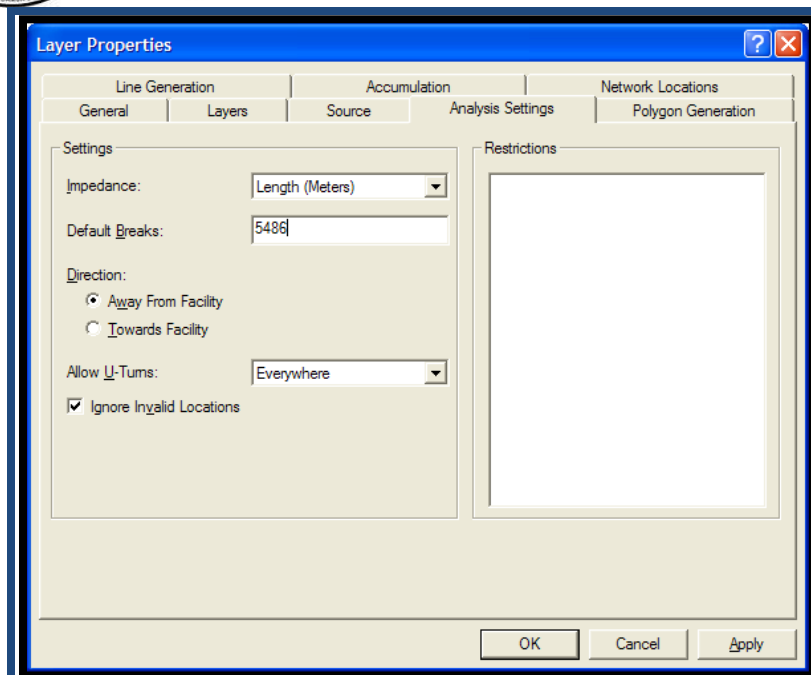 Layer Properties
Line Generation Accumulation Network Locations
General Layers Source Analysis Settings Polygon Generation
Settings
Impedance: Length (Meters)
Default Breaks: 5486
Direction:
Away From Facility
Towards Facility
Allow U-Turns: Everywhere
Ignore Invalid Locations
Restrictions
OK Cancel Apply